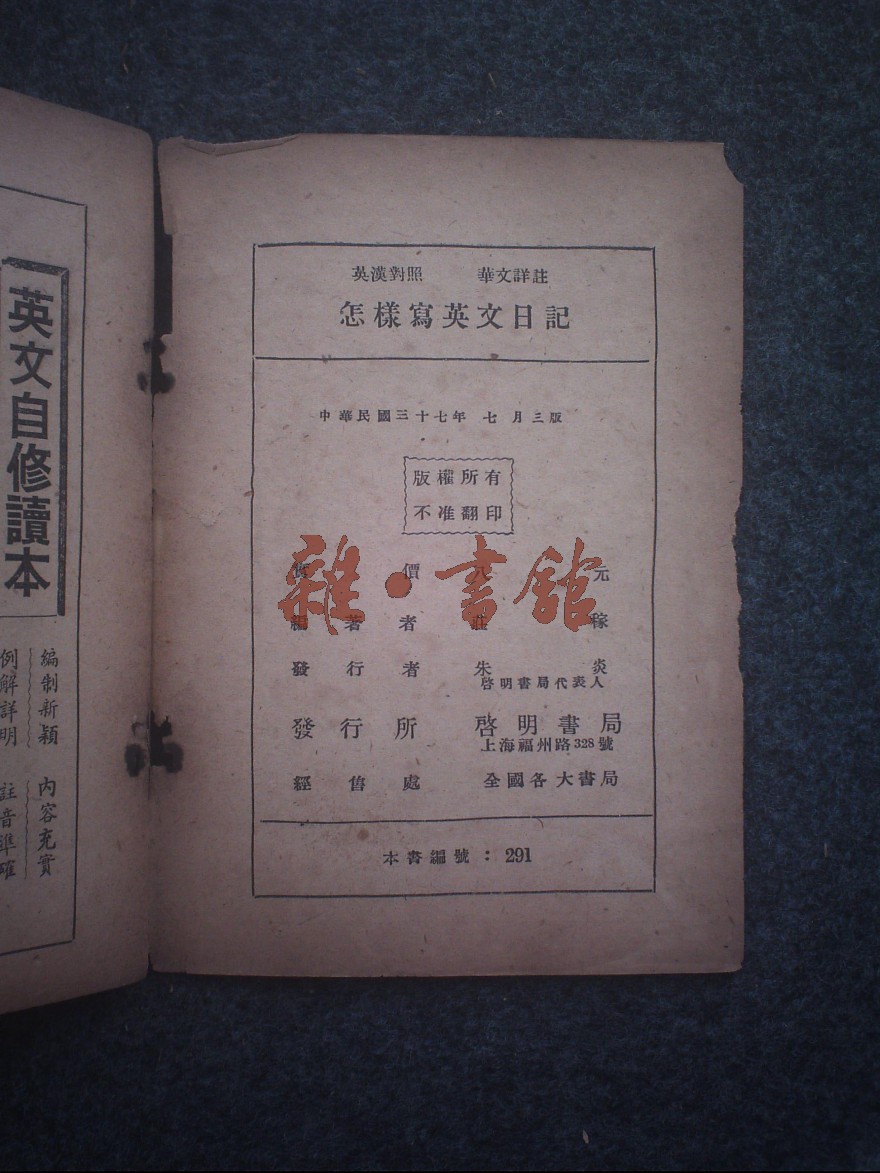 英漢對照 華文詳註
怎樣寫英文日記
中華民國三十七年 七月三版
版權所有
不准翻印
實價八元
編著者 莊稼
發行者 朱炎
啓明書局代表人
發行所 啓明書局
上海福州路328號
經售處 全國各大書局
本書編號：291
雜·書館
英文自修讀本
編制新穎 內容充實
例解詳明 註音準確